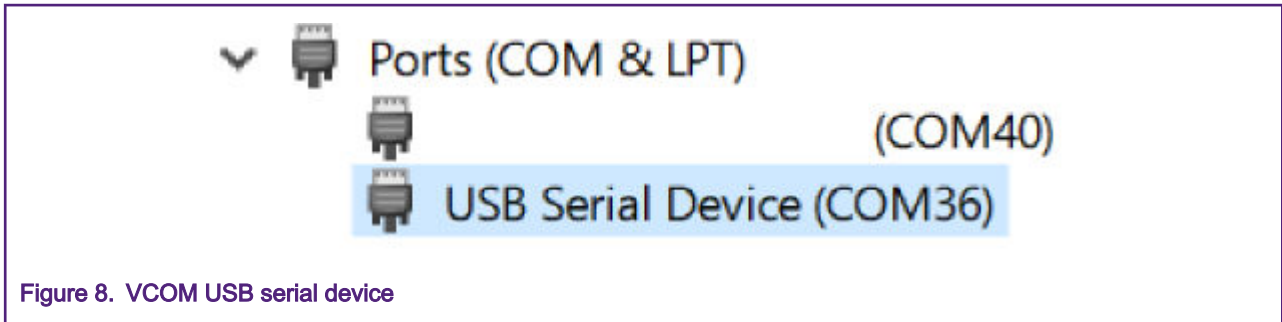 Ports (COM & LPT)
(COM40)
USB Serial Device (COM36)
Figure 8. VCOM USB serial device